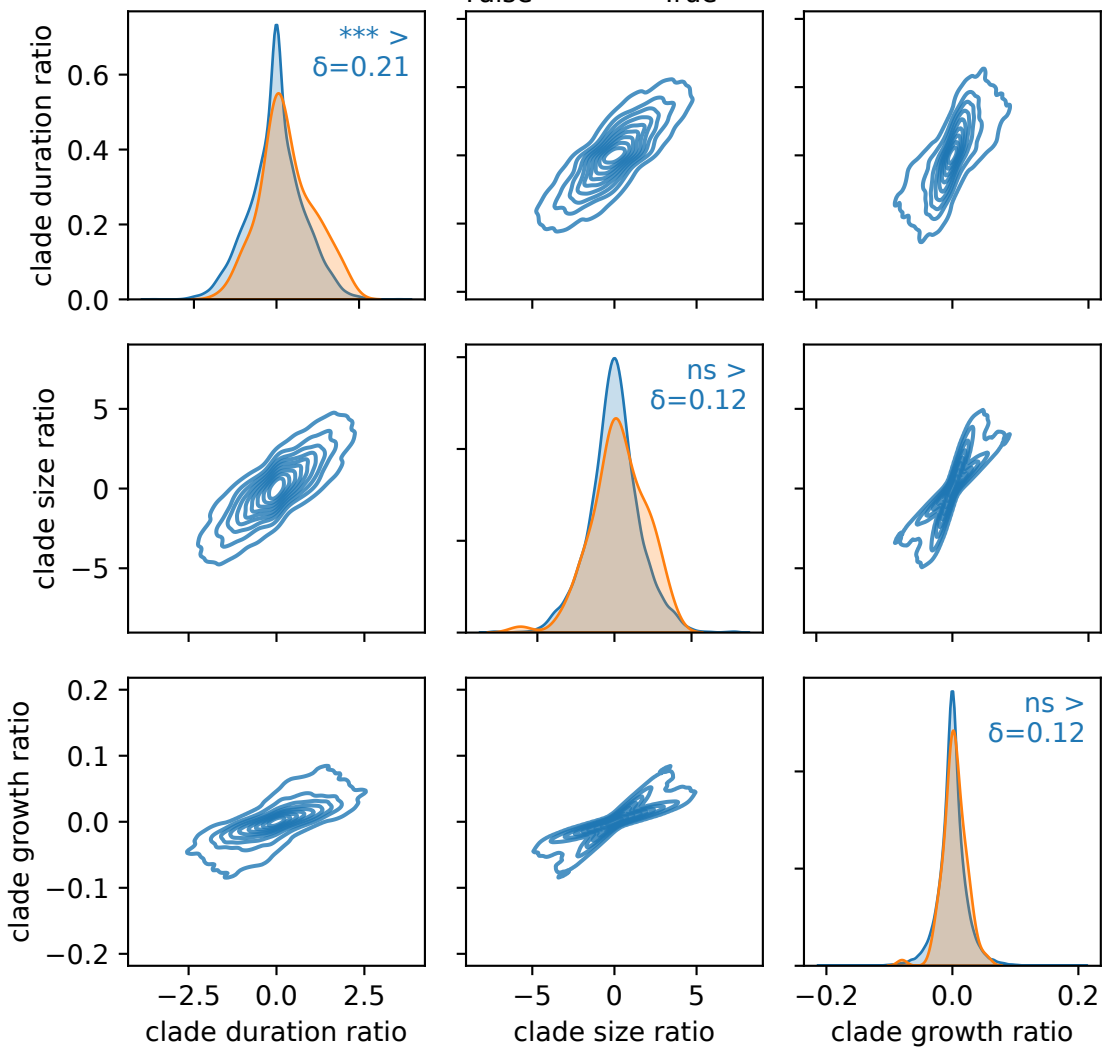 False True
clade duration ratio
0.6
0.4
0.2
0.0
*** >
δ=0.21
clade size ratio
5
0
−5
ns >
δ=0.12
clade growth ratio
0.2
0.1
0.0
−0.1
−0.2
ns >
δ=0.12
−2.5 0.0 2.5
−5 0 5
−0.2 0.0 0.2
clade duration ratio
clade size ratio
clade growth ratio